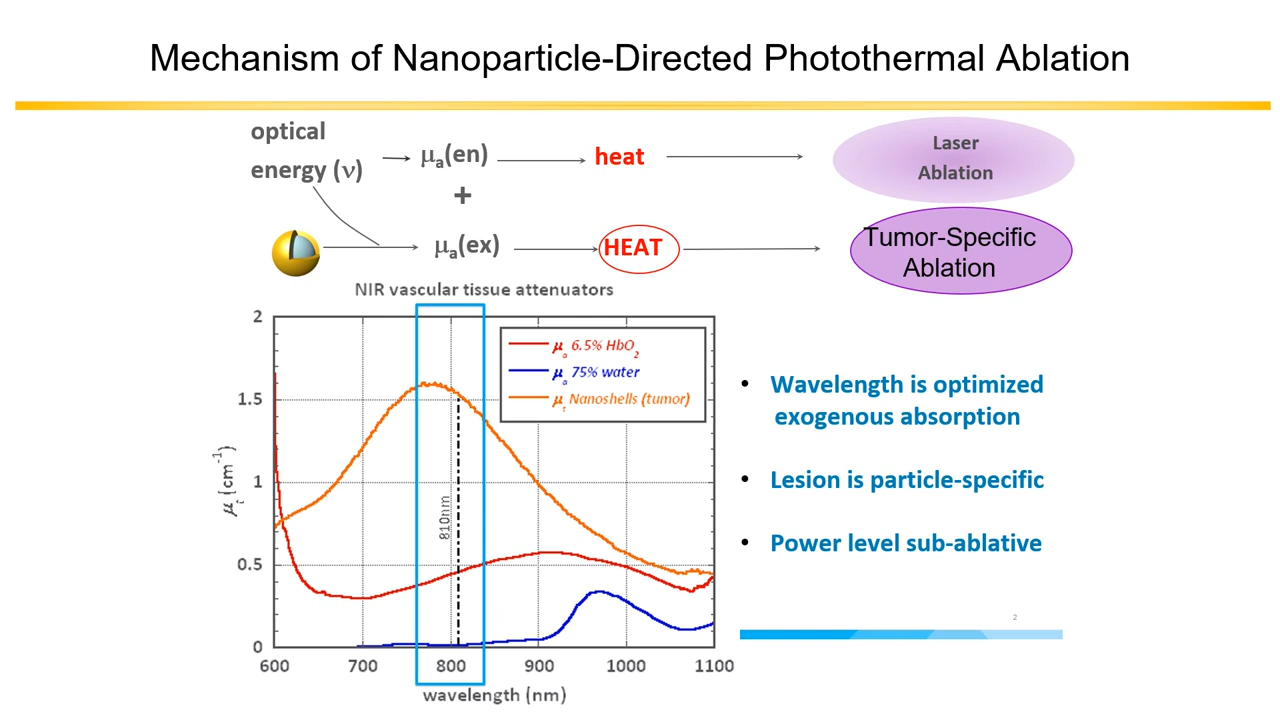 Mechanism of Nanoparticle-Directed Photothermal Ablation
optical
energy (ν)
μa(en)
heat
Laser
Ablation
+
μa(ex)
HEAT
Tumor-Specific
Ablation
NIR vascular tissue attenuators
2
1.5
1
0.5
0
μt (cm-1)
μa 6.5% HbO2
μa 75% water
μt Nanoshells (tumor)
810nm
600 700 800 900 1000 1100
wavelength (nm)
• Wavelength is optimized
exogenous absorption
• Lesion is particle-specific
• Power level sub-ablative
2